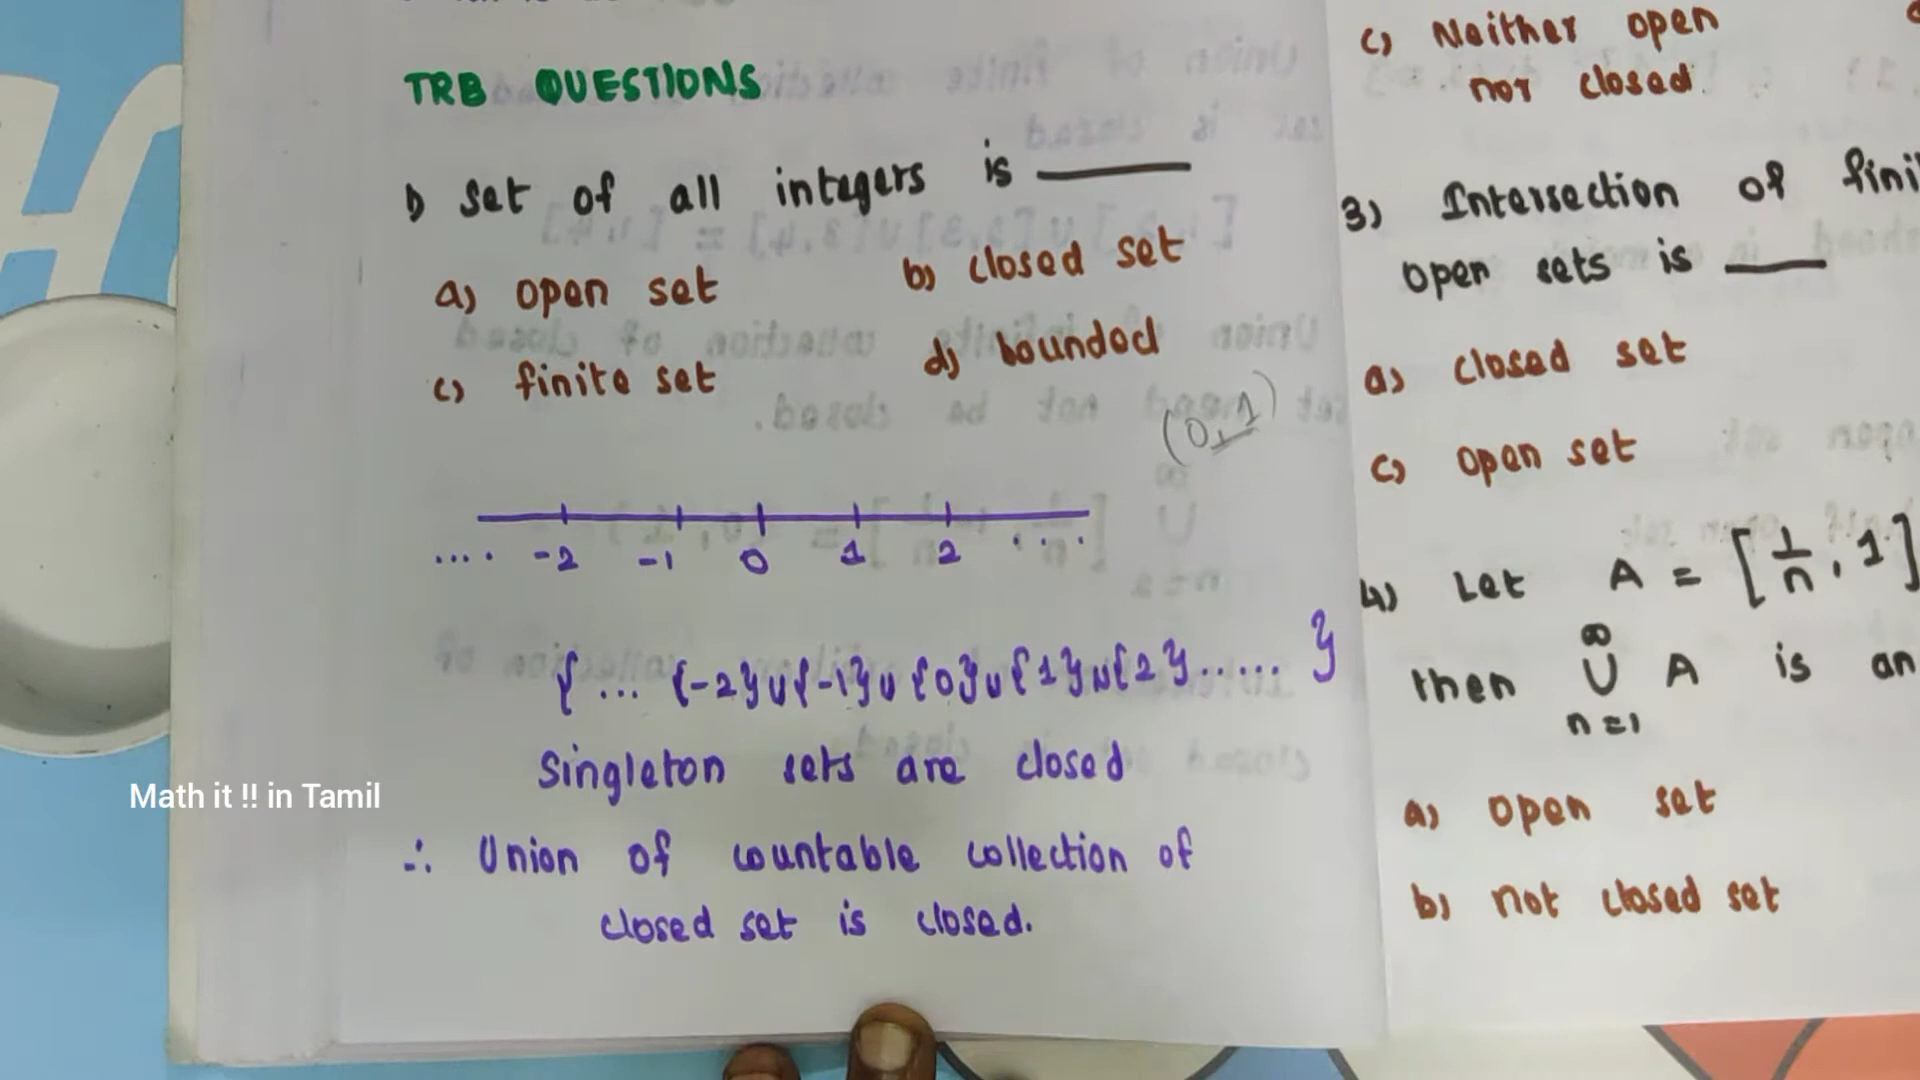 TRB QUESTIONS
1) Set of all integers is ____
a) open set b) closed set
c) finite set d) bounded
(0,1)
.... -2 -1 0 1 2 ....
{ ... {-2}∪{-1}∪{0}∪{1}∪{2}...... }
Singleton sets are closed
∴ Union of countable collection of
closed set is closed.
c) Neither open
nor closed
3) Intersection of
open sets is ____
a) closed set
c) open set
4) Let A = [1/n, 1]
then ∞∪n=1 A is an
a) open set
b) not closed set
Math it !! in Tamil